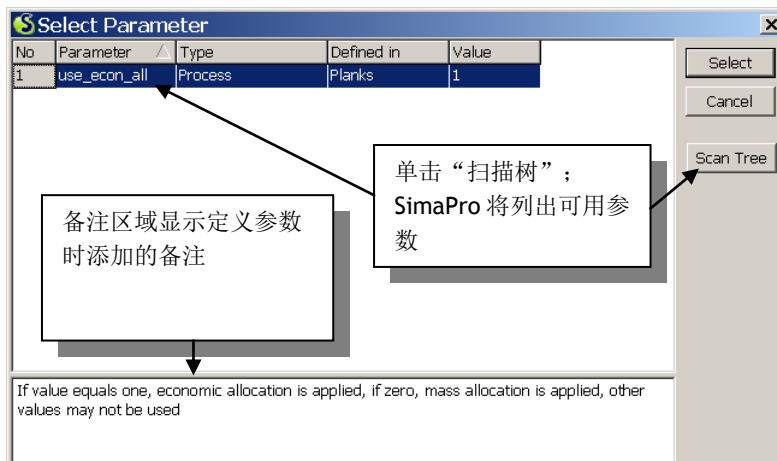 Select Parameter
No Parameter Type Defined in Value
1 use_econ_all Process Planks 1
Select
Cancel
Scan Tree
单击“扫描树”；
SimaPro 将列出可用参
数
备注区域显示定义参数
时添加的备注
If value equals one, economic allocation is applied, if zero, mass allocation is applied, other
values may not be used